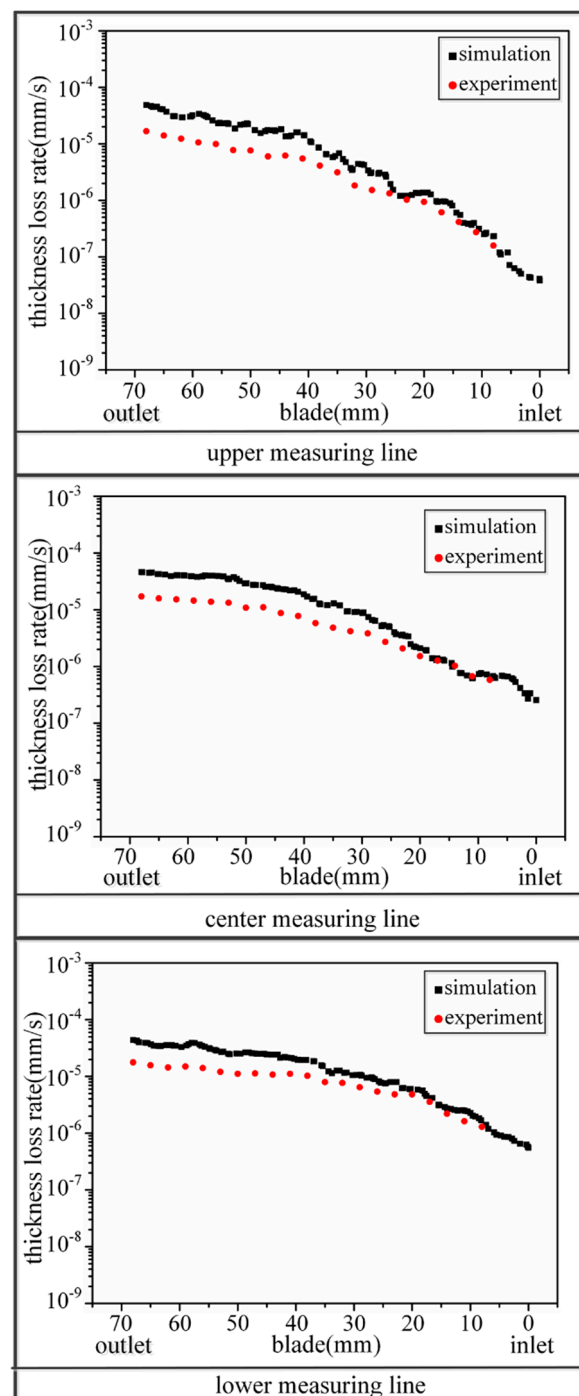 10⁻³
simulation
experiment
10⁻⁴
10⁻⁵
10⁻⁶
10⁻⁷
10⁻⁸
10⁻⁹
thickness loss rate(mm/s)
70 60 50 40 30 20 10 0
outlet blade(mm) inlet
upper measuring line
10⁻³
simulation
experiment
10⁻⁴
10⁻⁵
10⁻⁶
10⁻⁷
10⁻⁸
10⁻⁹
thickness loss rate(mm/s)
70 60 50 40 30 20 10 0
outlet blade(mm) inlet
center measuring line
10⁻³
simulation
experiment
10⁻⁴
10⁻⁵
10⁻⁶
10⁻⁷
10⁻⁸
10⁻⁹
thickness loss rate(mm/s)
70 60 50 40 30 20 10 0
outlet blade(mm) inlet
lower measuring line